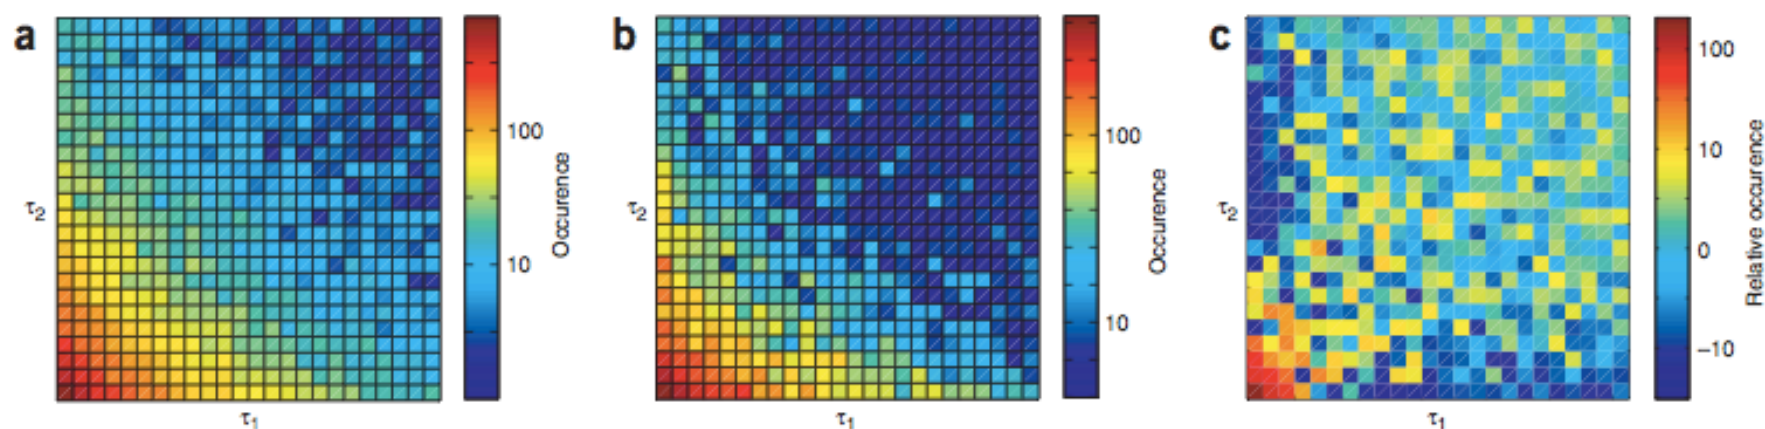 a
τ2
τ1
100
10
Occurence
b
τ2
τ1
100
10
Occurence
c
τ2
τ1
100
10
0
−10
Relative occurence